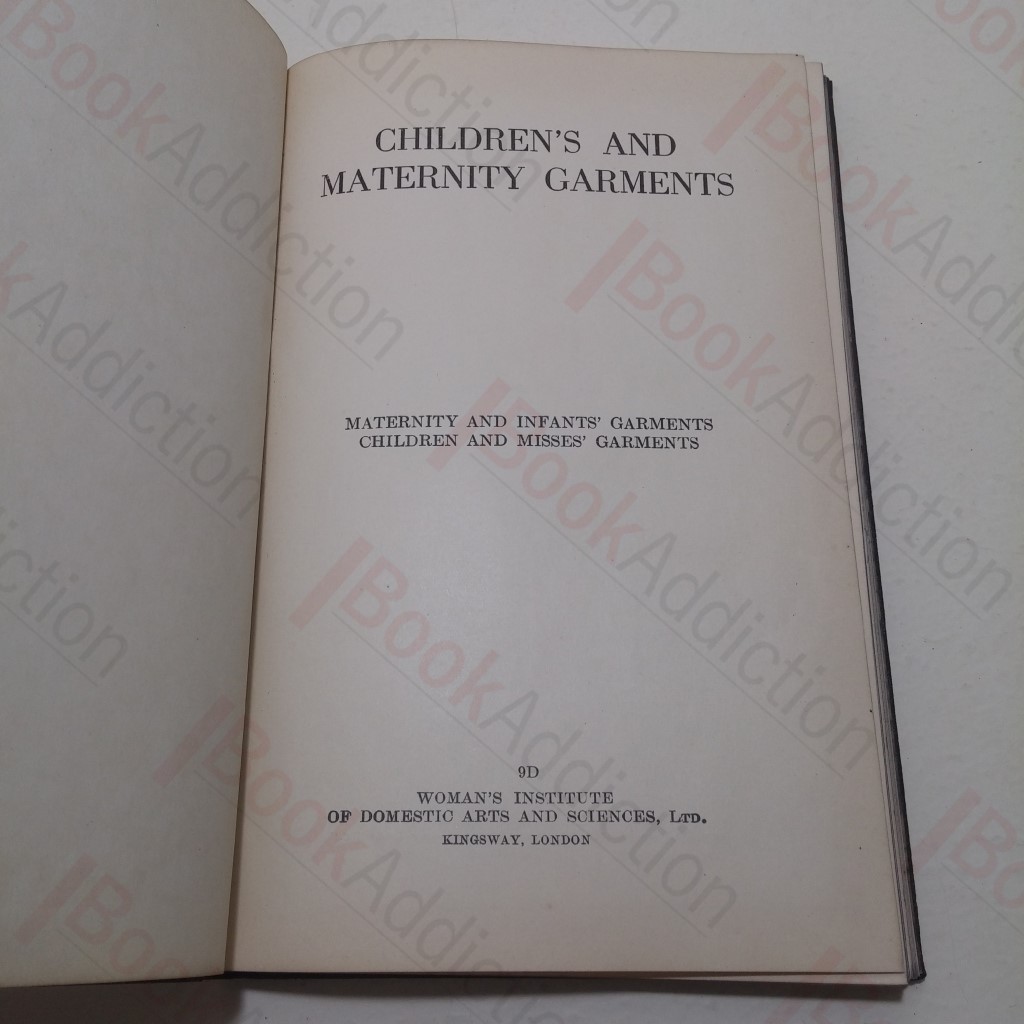 CHILDREN'S AND
MATERNITY GARMENTS
MATERNITY AND INFANTS' GARMENTS
CHILDREN AND MISSES' GARMENTS
9D
WOMAN'S INSTITUTE
OF DOMESTIC ARTS AND SCIENCES, LTD.
KINGSWAY, LONDON
BookAddiction